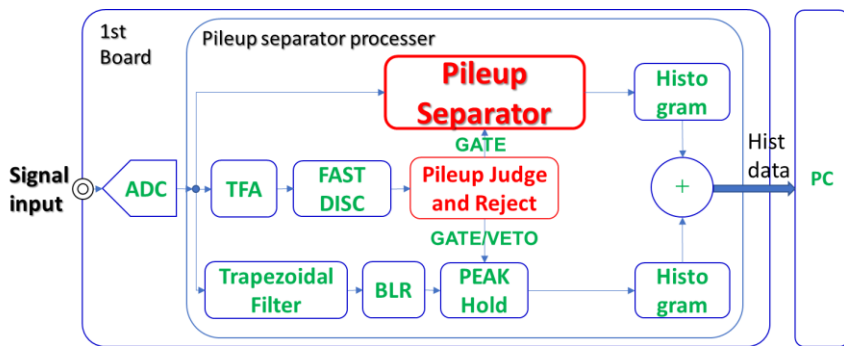 1st
Board
Pileup separator processer
Pileup
Separator
Histo
gram
GATE
Hist
data
Signal
input
ADC
TFA
FAST
DISC
Pileup Judge
and Reject
+
PC
GATE/VETO
Trapezoidal
Filter
BLR
PEAK
Hold
Histo
gram